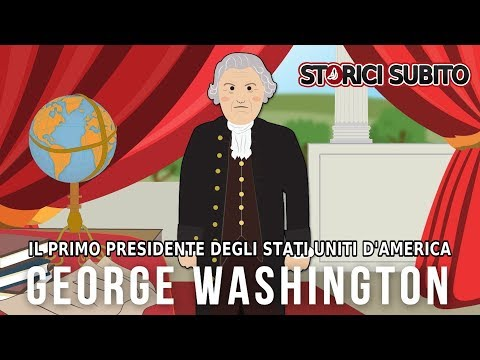 STORICI SUBITO
IL PRIMO PRESIDENTE DEGLI STATI UNITI D'AMERICA
GEORGE WASHINGTON